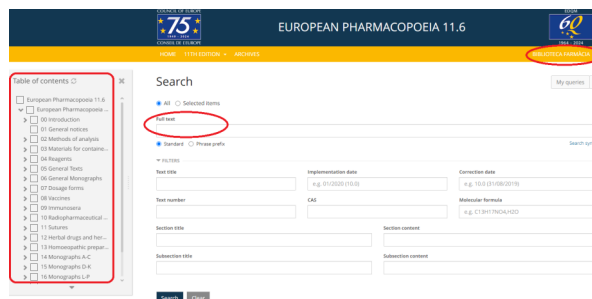 COUNCIL OF EUROPE
75
1949 - 2024
CONSEIL DE L'EUROPE
EUROPEAN PHARMACOPOEIA 11.6
EDQM
60
1964 - 2024
HOME 11TH EDITION ARCHIVES BIBLIOTECA FARMACIA
Table of contents
European Pharmacopoeia 11.6
European Pharmacopoeia ...
00 Introduction
01 General notices
02 Methods of analysis
03 Materials for containe...
04 Reagents
05 General Texts
06 General Monographs
07 Dosage forms
08 Vaccines
09 Immunosera
10 Radiopharmaceutical ...
11 Sutures
12 Herbal drugs and her...
13 Homoeopathic prepar...
14 Monographs A-C
15 Monographs D-K
16 Monographs L-P
Search
My queries
All Selected items
Full text
Standard Phrase prefix
Search syn
FILTERS
Text title Implementation date Correction date
e.g. 01/2020 (10.0) e.g. 10.0 (31/08/2019)
Text number CAS Molecular formula
e.g. C13H17NO4,H2O
Section title Section content
Subsection title Subsection content
Search Clear